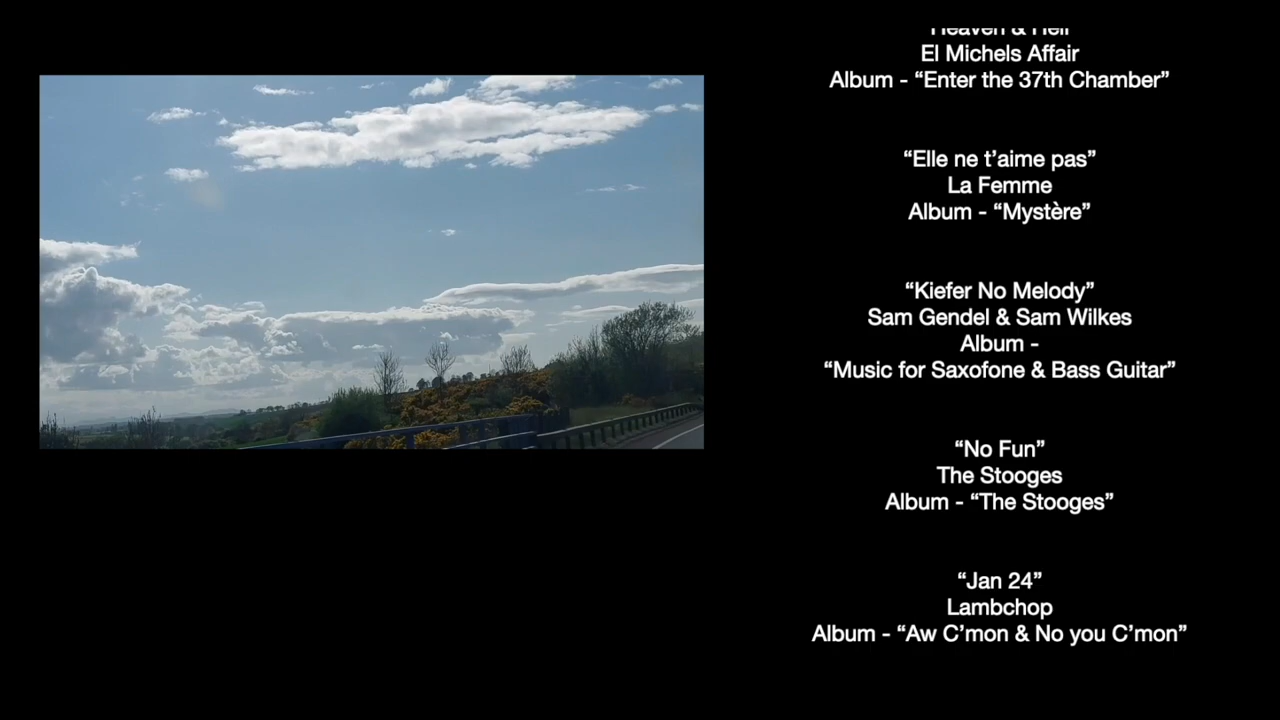 Heaven & Hell
El Michels Affair
Album - “Enter the 37th Chamber”
“Elle ne t’aime pas”
La Femme
Album - “Mystère”
“Kiefer No Melody”
Sam Gendel & Sam Wilkes
Album -
“Music for Saxofone & Bass Guitar”
“No Fun”
The Stooges
Album - “The Stooges”
“Jan 24”
Lambchop
Album - “Aw C’mon & No you C’mon”